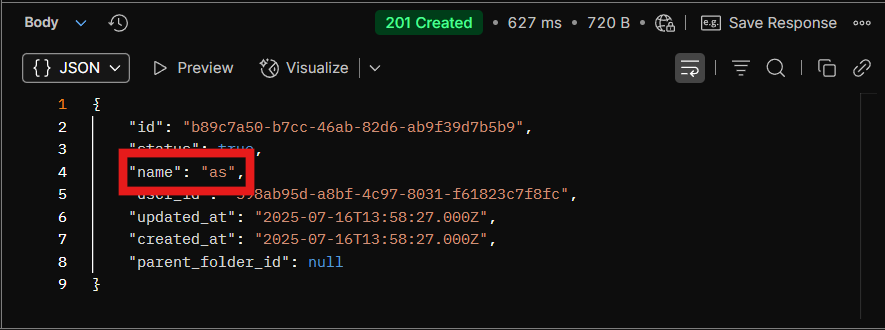 Body
201 Created • 627 ms • 720 B • e.g. Save Response
{ } JSON Preview Visualize
1 {
2 "id": "b89c7a50-b7cc-46ab-82d6-ab9f39d7b5b9",
3 "status": true,
4 "name": "as",
5 "user_id" "598ab95d-a8bf-4c97-8031-f61823c7f8fc",
6 "updated_at": "2025-07-16T13:58:27.000Z",
7 "created_at": "2025-07-16T13:58:27.000Z",
8 "parent_folder_id": null
9 }